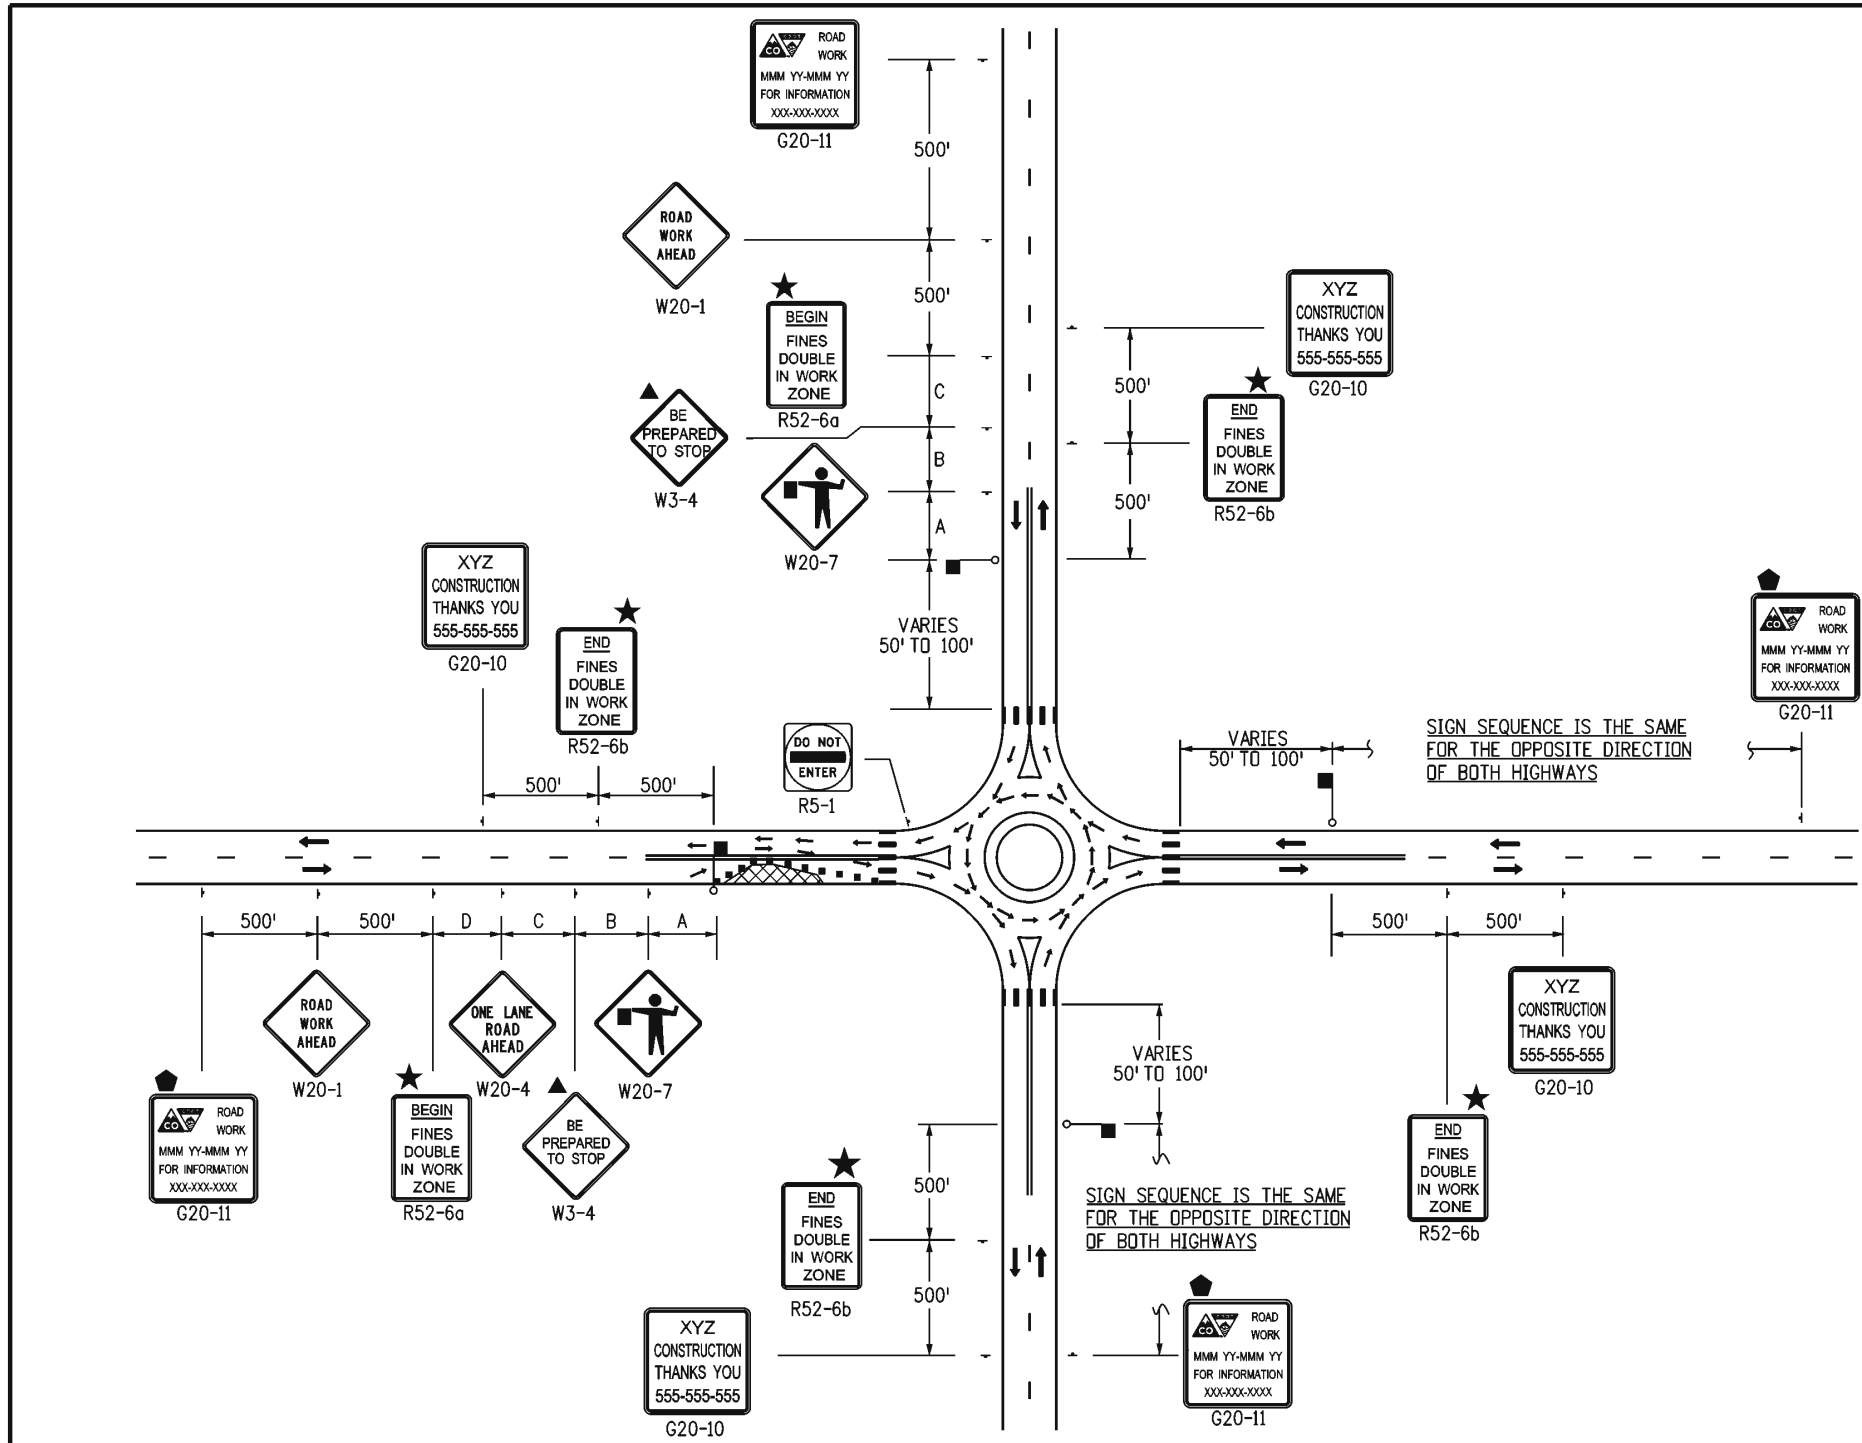 ROAD
WORK
MMM YY-MMM YY
FOR INFORMATION
XXX-XXX-XXXX
G20-11
500'
ROAD
WORK
AHEAD
W20-1
500'
BEGIN
FINES
DOUBLE
IN WORK
ZONE
R52-6a
C
BE
PREPARED
TO STOP
W3-4
B
W20-7
A
VARIES
50' TO 100'
XYZ
CONSTRUCTION
THANKS YOU
555-555-555
G20-10
500'
END
FINES
DOUBLE
IN WORK
ZONE
R52-6b
500'
XYZ
CONSTRUCTION
THANKS YOU
555-555-555
G20-10
END
FINES
DOUBLE
IN WORK
ZONE
R52-6b
500'
500'
DO NOT
ENTER
R5-1
VARIES
50' TO 100'
SIGN SEQUENCE IS THE SAME
FOR THE OPPOSITE DIRECTION
OF BOTH HIGHWAYS
CO
ROAD
WORK
MMM YY-MMM YY
FOR INFORMATION
XXX-XXX-XXXX
G20-11
500'
500'
D
C
B
A
ROAD
WORK
AHEAD
W20-1
ONE LANE
ROAD
AHEAD
W20-4
W20-7
CO
ROAD
WORK
MMM YY-MMM YY
FOR INFORMATION
XXX-XXX-XXXX
G20-11
BEGIN
FINES
DOUBLE
IN WORK
ZONE
R52-6a
BE
PREPARED
TO STOP
W3-4
500'
500'
XYZ
CONSTRUCTION
THANKS YOU
555-555-555
G20-10
END
FINES
DOUBLE
IN WORK
ZONE
R52-6b
VARIES
50' TO 100'
500'
END
FINES
DOUBLE
IN WORK
ZONE
R52-6b
SIGN SEQUENCE IS THE SAME
FOR THE OPPOSITE DIRECTION
OF BOTH HIGHWAYS
500'
XYZ
CONSTRUCTION
THANKS YOU
555-555-555
G20-10
CO
ROAD
WORK
MMM YY-MMM YY
FOR INFORMATION
XXX-XXX-XXXX
G20-11